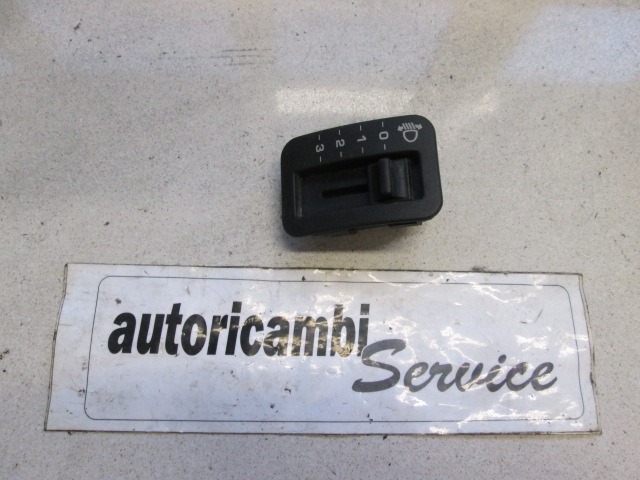 - 0 -
- 1 -
- 2 -
- 3 -
autoricambi
Service